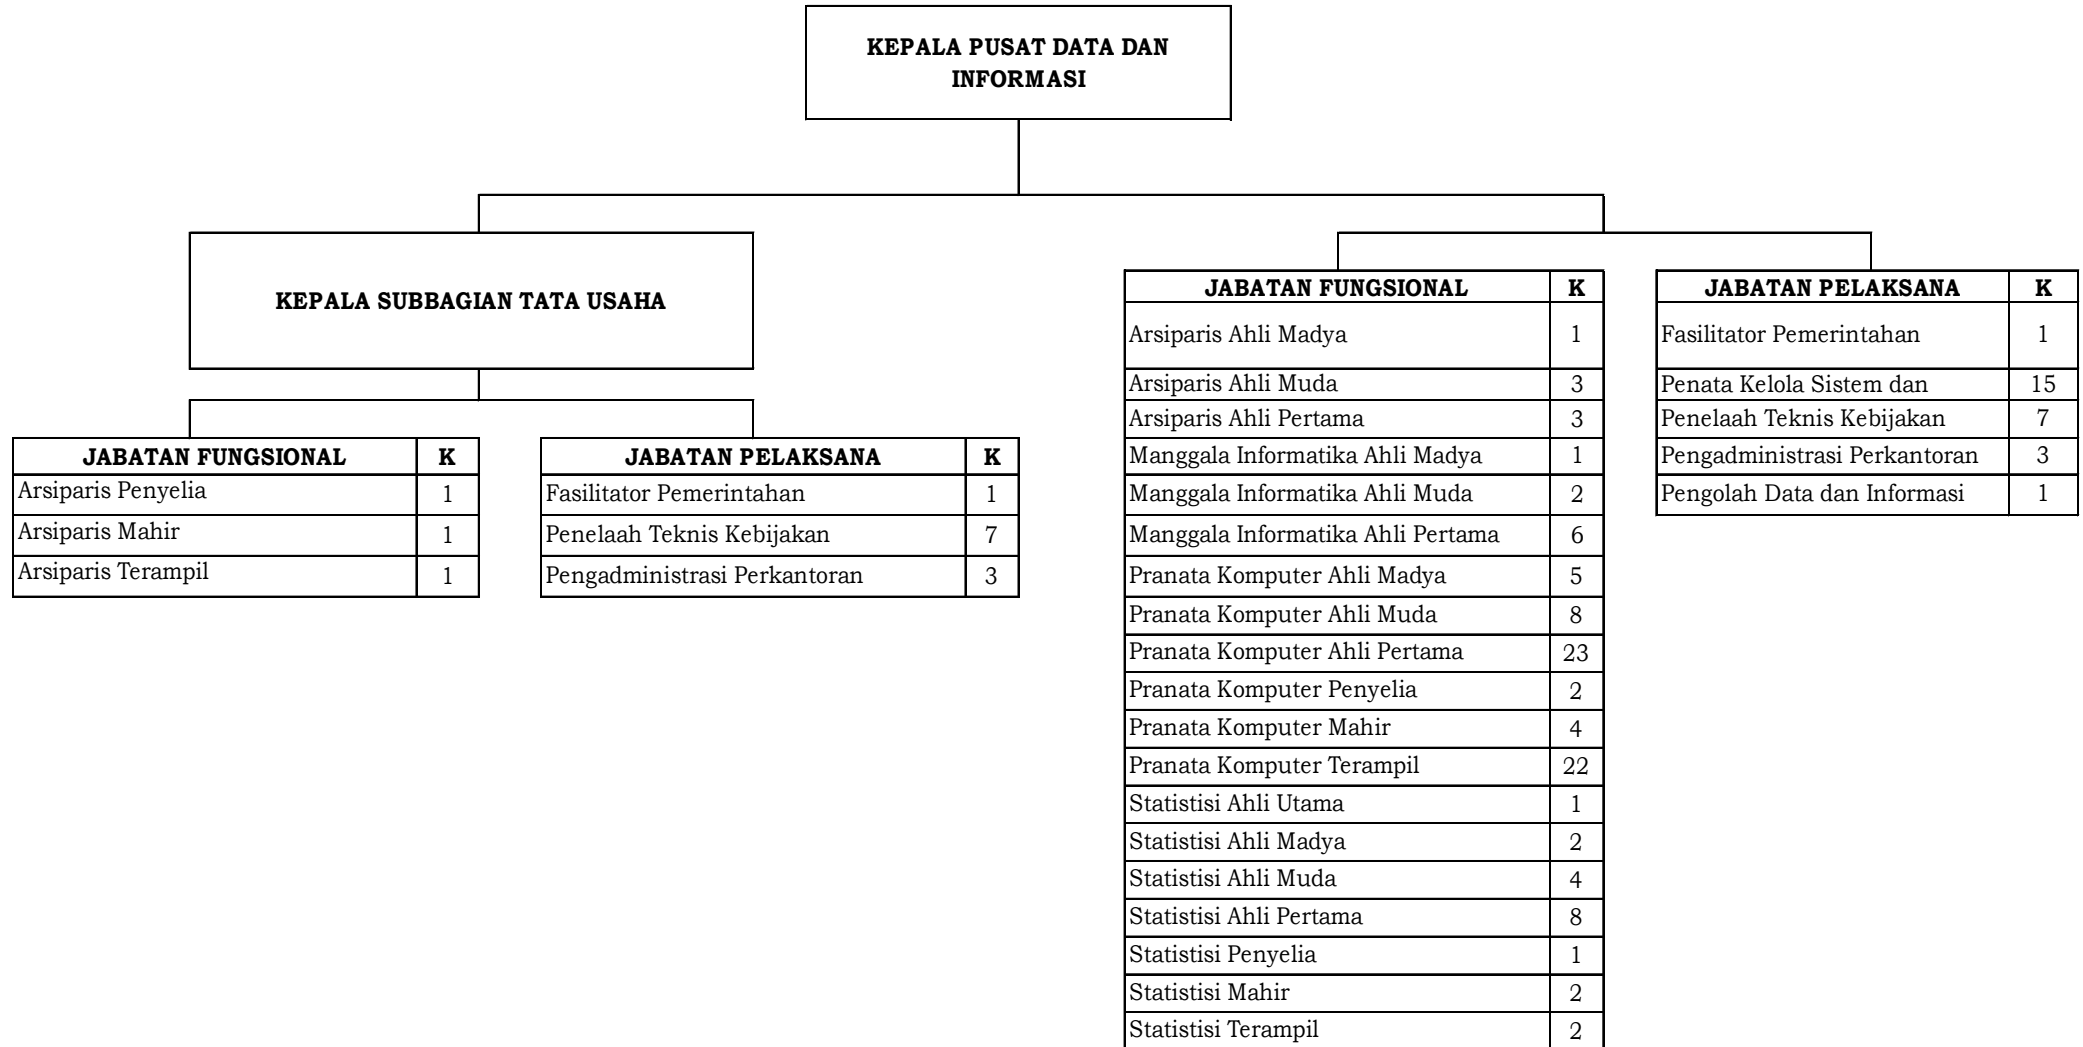 KEPALA PUSAT DATA DAN
INFORMASI
KEPALA SUBBAGIAN TATA USAHA
JABATAN FUNGSIONAL K
Arsiparis Penyelia 1
Arsiparis Mahir 1
Arsiparis Terampil 1
JABATAN PELAKSANA K
Fasilitator Pemerintahan 1
Penelaah Teknis Kebijakan 7
Pengadministrasi Perkantoran 3
JABATAN FUNGSIONAL K
Arsiparis Ahli Madya 1
Arsiparis Ahli Muda 3
Arsiparis Ahli Pertama 3
Manggala Informatika Ahli Madya 1
Manggala Informatika Ahli Muda 2
Manggala Informatika Ahli Pertama 6
Pranata Komputer Ahli Madya 5
Pranata Komputer Ahli Muda 8
Pranata Komputer Ahli Pertama 23
Pranata Komputer Penyelia 2
Pranata Komputer Mahir 4
Pranata Komputer Terampil 22
Statistisi Ahli Utama 1
Statistisi Ahli Madya 2
Statistisi Ahli Muda 4
Statistisi Ahli Pertama 8
Statistisi Penyelia 1
Statistisi Mahir 2
Statistisi Terampil 2
JABATAN PELAKSANA K
Fasilitator Pemerintahan 1
Penata Kelola Sistem dan 15
Penelaah Teknis Kebijakan 7
Pengadministrasi Perkantoran 3
Pengolah Data dan Informasi 1